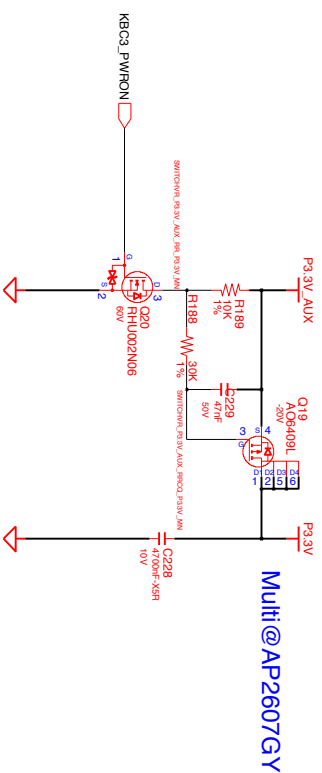 KBC3_PWRON
P3.3V_AUX
P3.3V
Multi@AP2607GY
Q19
AO6409L
-20V
S 4
3
G
D1 D2 D3 D4
1 2 5 6
R189
10K
1%
C229
47nF
50V
SWITCHVR_P3.3V_AUX_RR_P3.3V_MN
R188
30K
1%
SWITCHVR_P3.3V_AUX_RRCQ_P3.3V_MN
D 3
G
1
S
2
Q20
RHU002N06
60V
C228
4700nF-X5R
10V